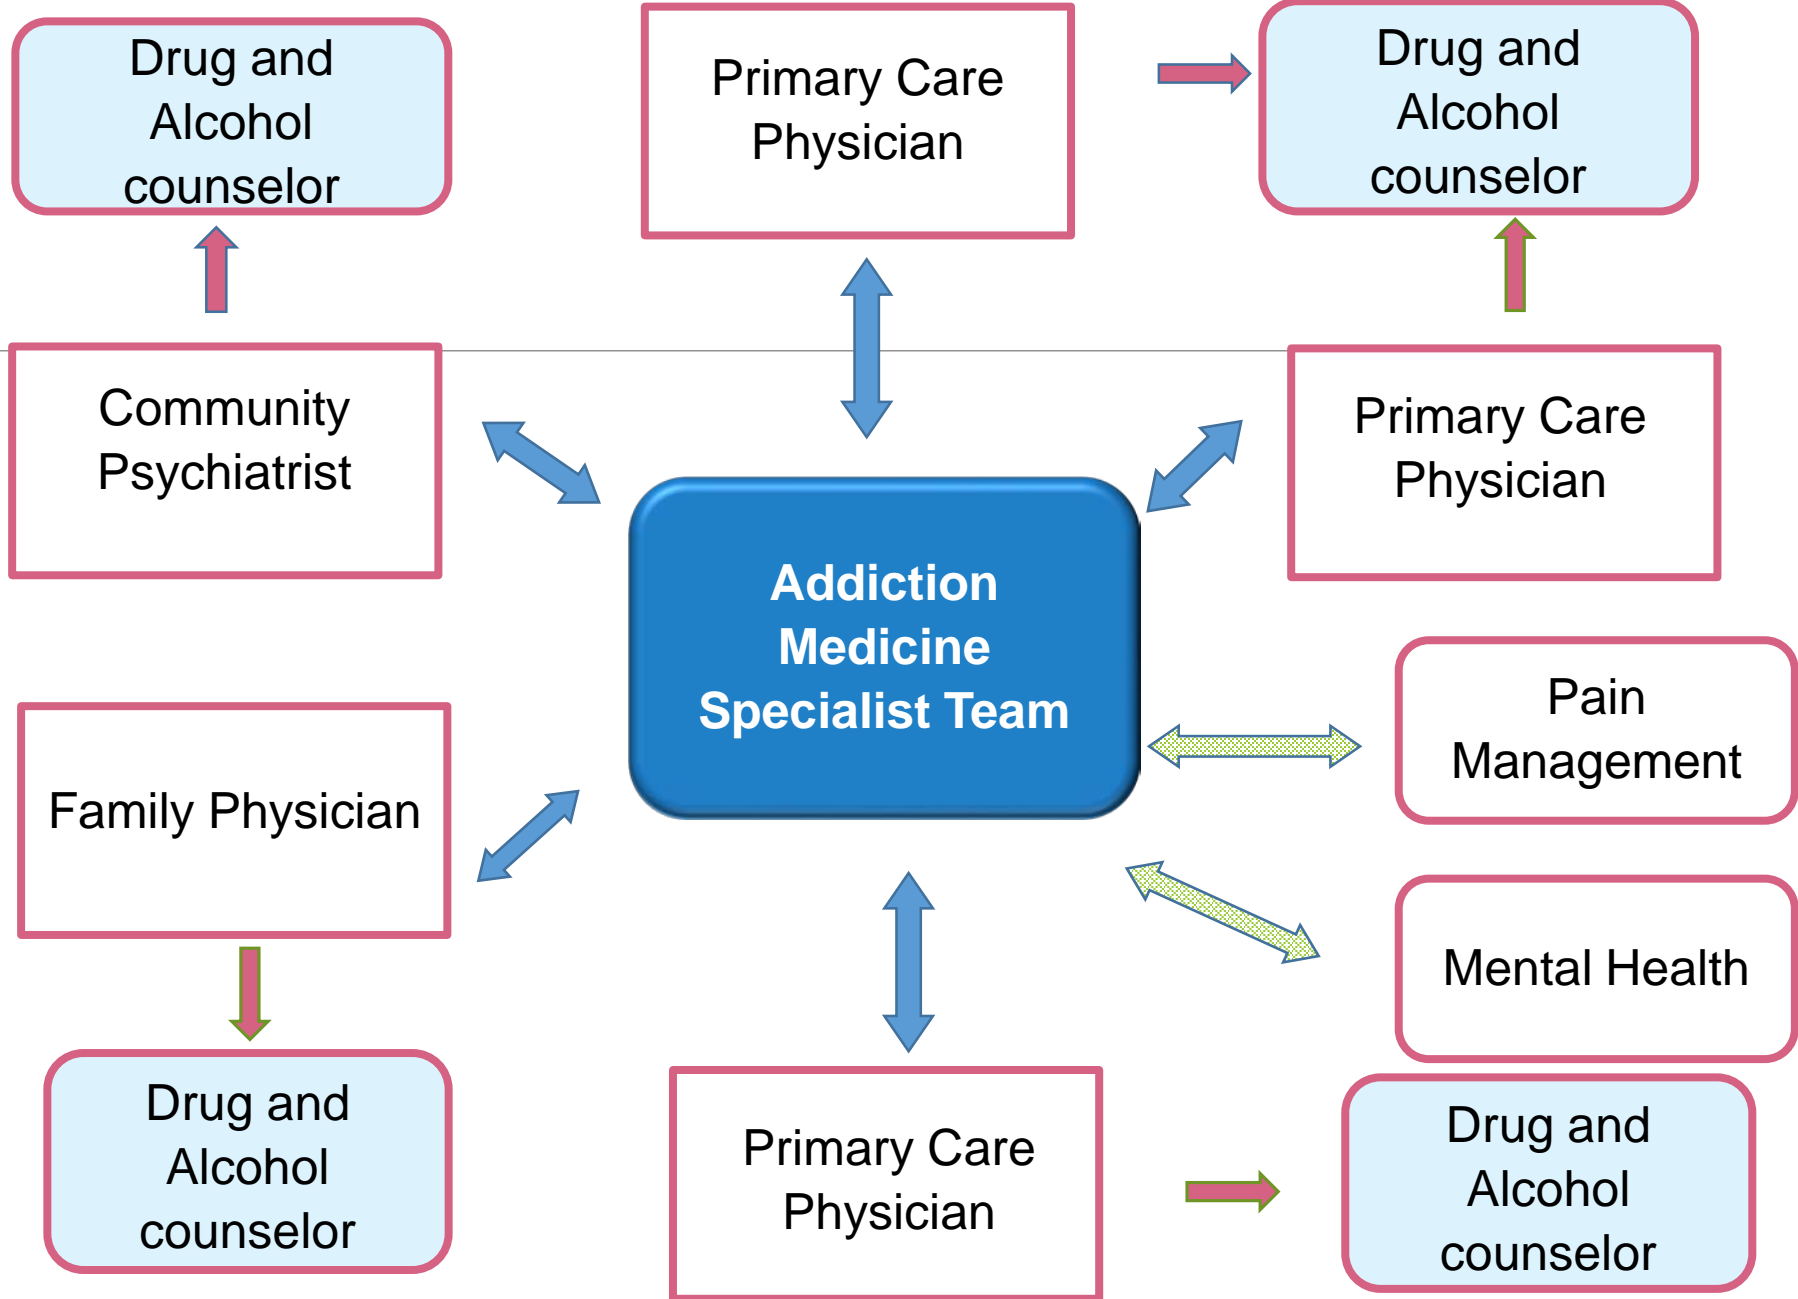 Drug and
Alcohol
counselor
Primary Care
Physician
Drug and
Alcohol
counselor
Community
Psychiatrist
Primary Care
Physician
Addiction
Medicine
Specialist Team
Family Physician
Pain
Management
Mental Health
Drug and
Alcohol
counselor
Primary Care
Physician
Drug and
Alcohol
counselor